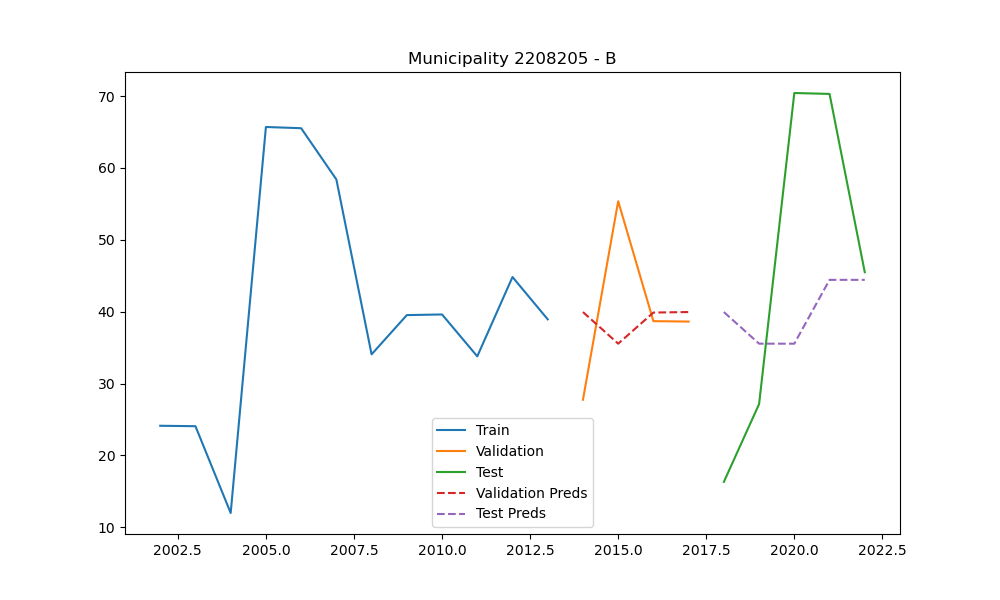 Municipality 2208205 - B
70
60
50
40
30
20
10
Train
Validation
Test
Validation Preds
Test Preds
2002.5 2005.0 2007.5 2010.0 2012.5 2015.0 2017.5 2020.0 2022.5